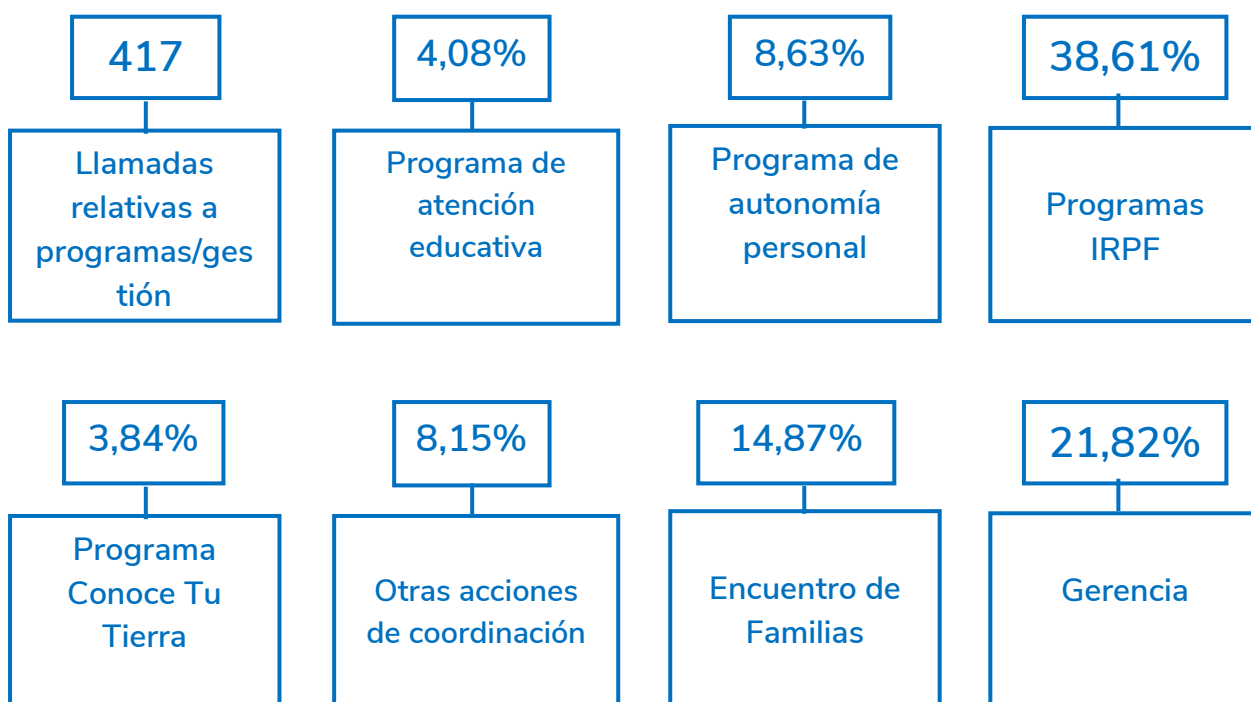 417
Llamadas
relativas a
programas/ges
tión
4,08%
Programa de
atención
educativa
8,63%
Programa de
autonomía
personal
38,61%
Programas
IRPF
3,84%
Programa
Conoce Tu
Tierra
8,15%
Otras acciones
de coordinación
14,87%
Encuentro de
Familias
21,82%
Gerencia